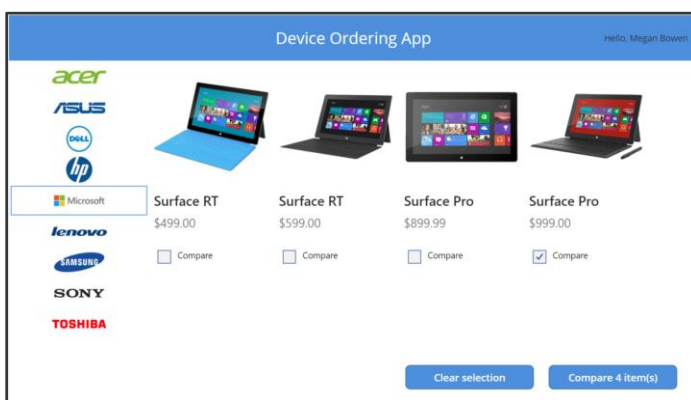 Device Ordering App
Hello, Megan Bowen
acer
ASUS
DELL
hp
Microsoft
lenovo
SAMSUNG
SONY
TOSHIBA
Surface RT
$499.00
Compare
Surface RT
$599.00
Compare
Surface Pro
$899.99
Compare
Surface Pro
$999.00
Compare
Clear selection
Compare 4 item(s)